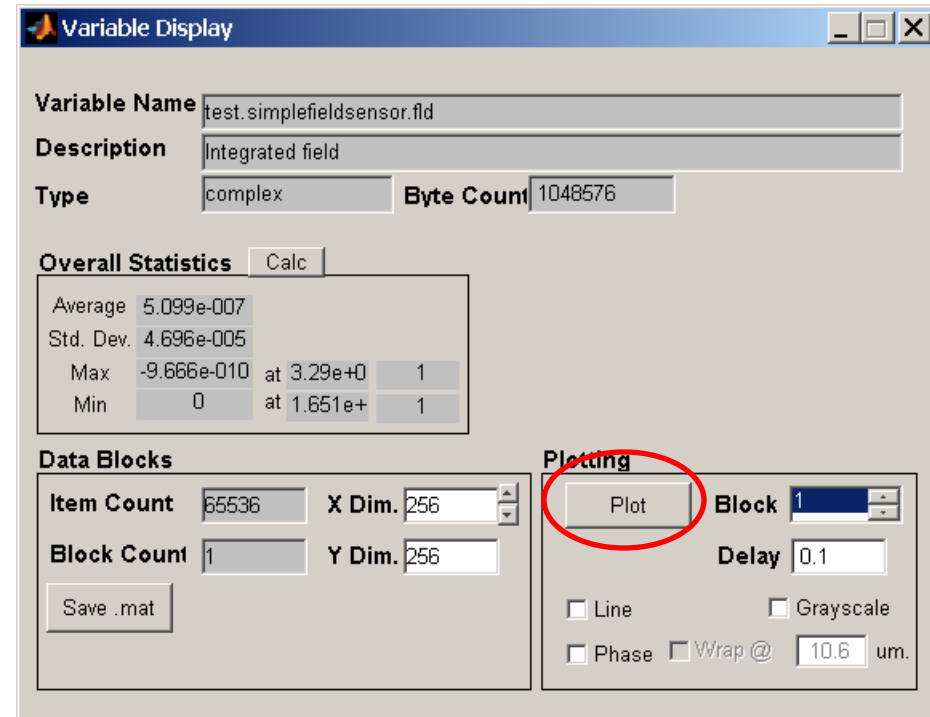 Variable Display
Variable Name test.simplefieldsensor.fld
Description Integrated field
Type complex Byte Count 1048576
Overall Statistics Calc
Average 5.099e-007
Std. Dev. 4.696e-005
Max -9.666e-010 at 3.29e+0 1
Min 0 at 1.651e+ 1
Data Blocks Plotting
Item Count 65536 X Dim. 256 Plot Block 1
Block Count 1 Y Dim. 256 Delay 0.1
Save .mat Line Grayscale
Phase Wrap @ 10.6 um.